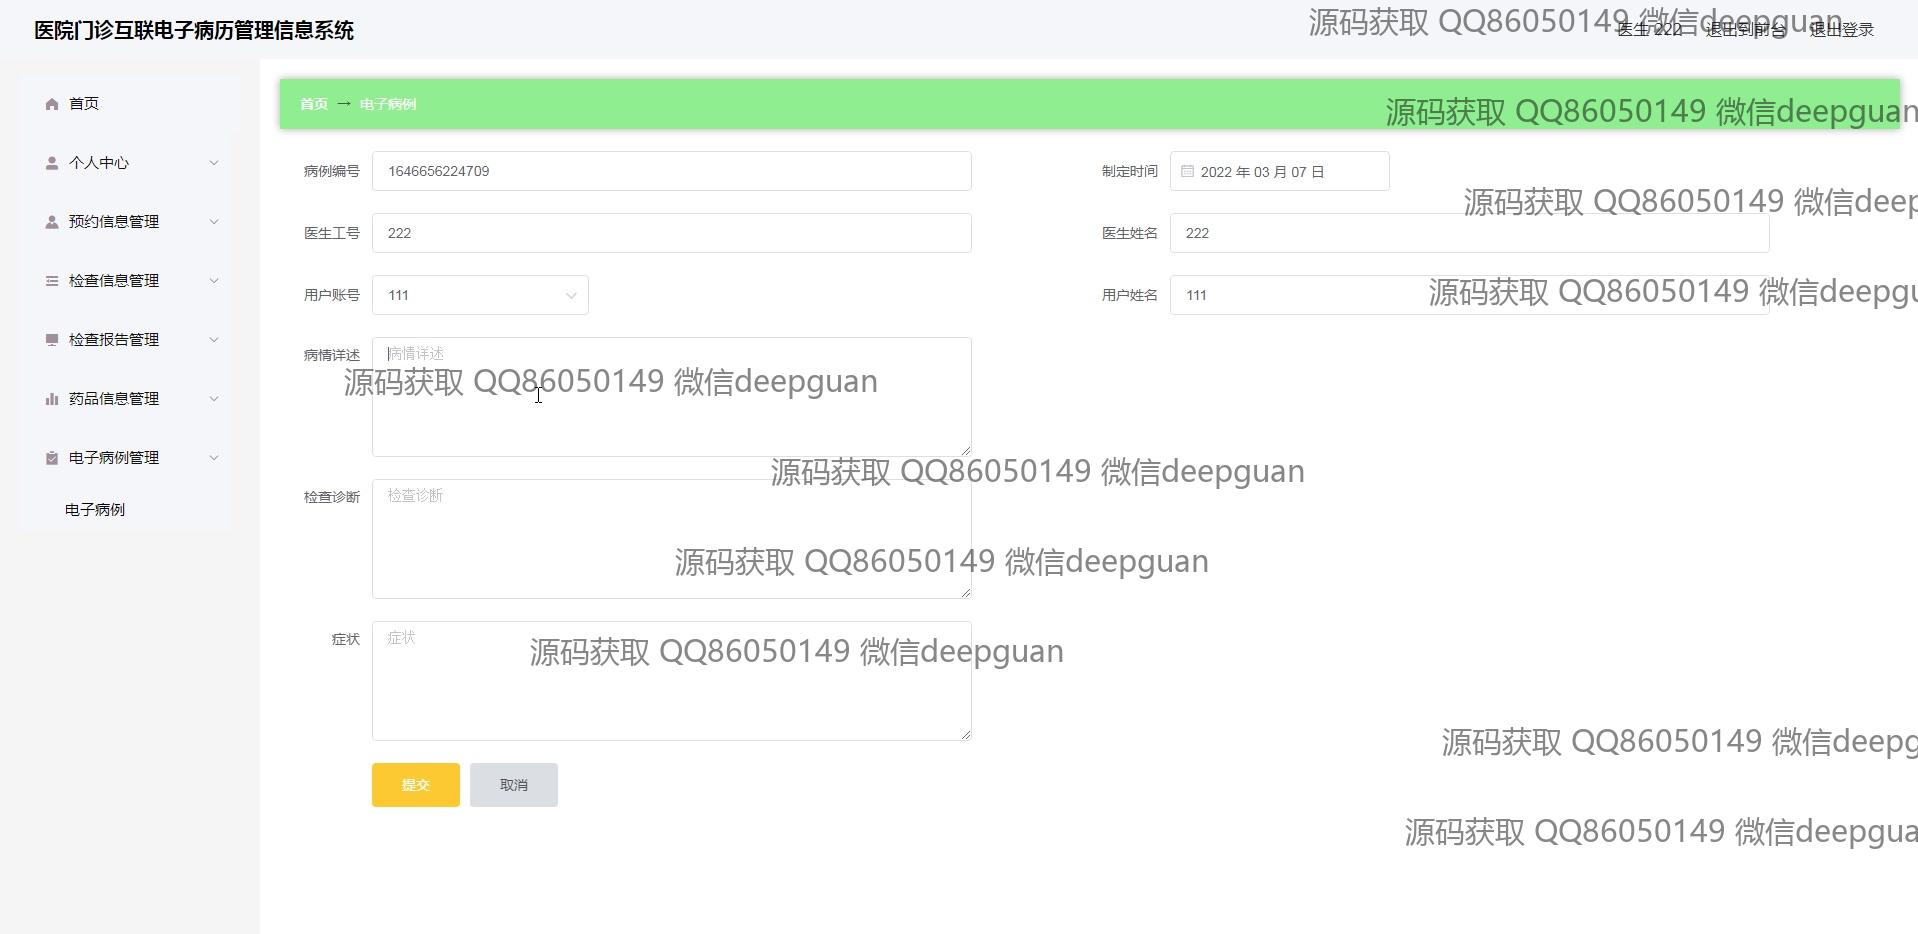 医院门诊互联电子病历管理信息系统
源码获取 QQ86050149 微信deepguan
医生 222 退出到前台 退出登录
首页
个人中心
预约信息管理
检查信息管理
检查报告管理
药品信息管理
电子病例管理
电子病例
首页 → 电子病例
源码获取 QQ86050149 微信deepguan
病例编号 1646656224709 制定时间 2022 年 03 月 07 日
源码获取 QQ86050149 微信deep
医生工号 222 医生姓名 222
用户账号 111 用户姓名 111
源码获取 QQ86050149 微信deepgu
病情详述 病情详述
源码获取 QQ86050149 微信deepguan
源码获取 QQ86050149 微信deepguan
检查诊断 检查诊断
源码获取 QQ86050149 微信deepguan
症状 症状
源码获取 QQ86050149 微信deepguan
源码获取 QQ86050149 微信deepg
提交 取消
源码获取 QQ86050149 微信deepgua